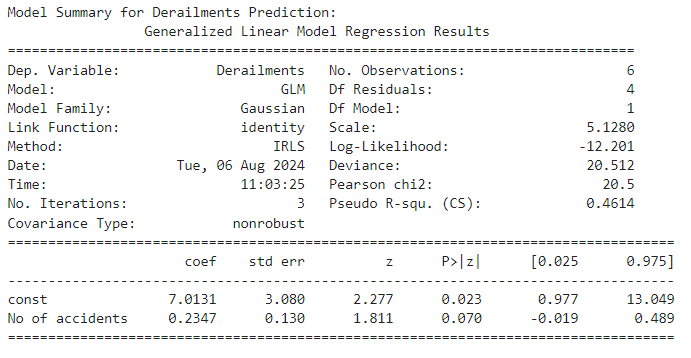 Model Summary for Derailments Prediction:
Generalized Linear Model Regression Results
==============================================================================
Dep. Variable: Derailments No. Observations: 6
Model: GLM Df Residuals: 4
Model Family: Gaussian Df Model: 1
Link Function: identity Scale: 5.1280
Method: IRLS Log-Likelihood: -12.201
Date: Tue, 06 Aug 2024 Deviance: 20.512
Time: 11:03:25 Pearson chi2: 20.5
No. Iterations: 3 Pseudo R-squ. (CS): 0.4614
Covariance Type: nonrobust
===================================================================================
coef std err z P>|z| [0.025 0.975]
-----------------------------------------------------------------------------------
const 7.0131 3.080 2.277 0.023 0.977 13.049
No of accidents 0.2347 0.130 1.811 0.070 -0.019 0.489
===================================================================================